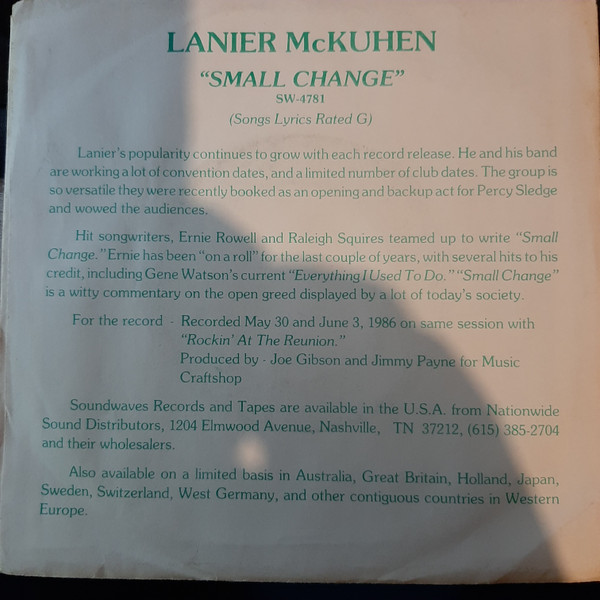 LANIER McKUHEN
“SMALL CHANGE”
SW-4781
(Songs Lyrics Rated G)
Lanier's popularity continues to grow with each record release. He and his band
are working a lot of convention dates, and a limited number of club dates. The group is
so versatile they were recently booked as an opening and backup act for Percy Sledge
and wowed the audiences.
Hit songwriters, Ernie Rowell and Raleigh Squires teamed up to write “Small
Change.” Ernie has been “on a roll” for the last couple of years, with several hits to his
credit, including Gene Watson's current “Everything I Used To Do.” “Small Change”
is a witty commentary on the open greed displayed by a lot of today's society.
For the record - Recorded May 30 and June 3, 1986 on same session with
“Rockin' At The Reunion.”
Produced by - Joe Gibson and Jimmy Payne for Music
Craftshop
Soundwaves Records and Tapes are available in the U.S.A. from Nationwide
Sound Distributors, 1204 Elmwood Avenue, Nashville, TN 37212, (615) 385-2704
and their wholesalers.
Also available on a limited basis in Australia, Great Britain, Holland, Japan,
Sweden, Switzerland, West Germany, and other contiguous countries in Western
Europe.